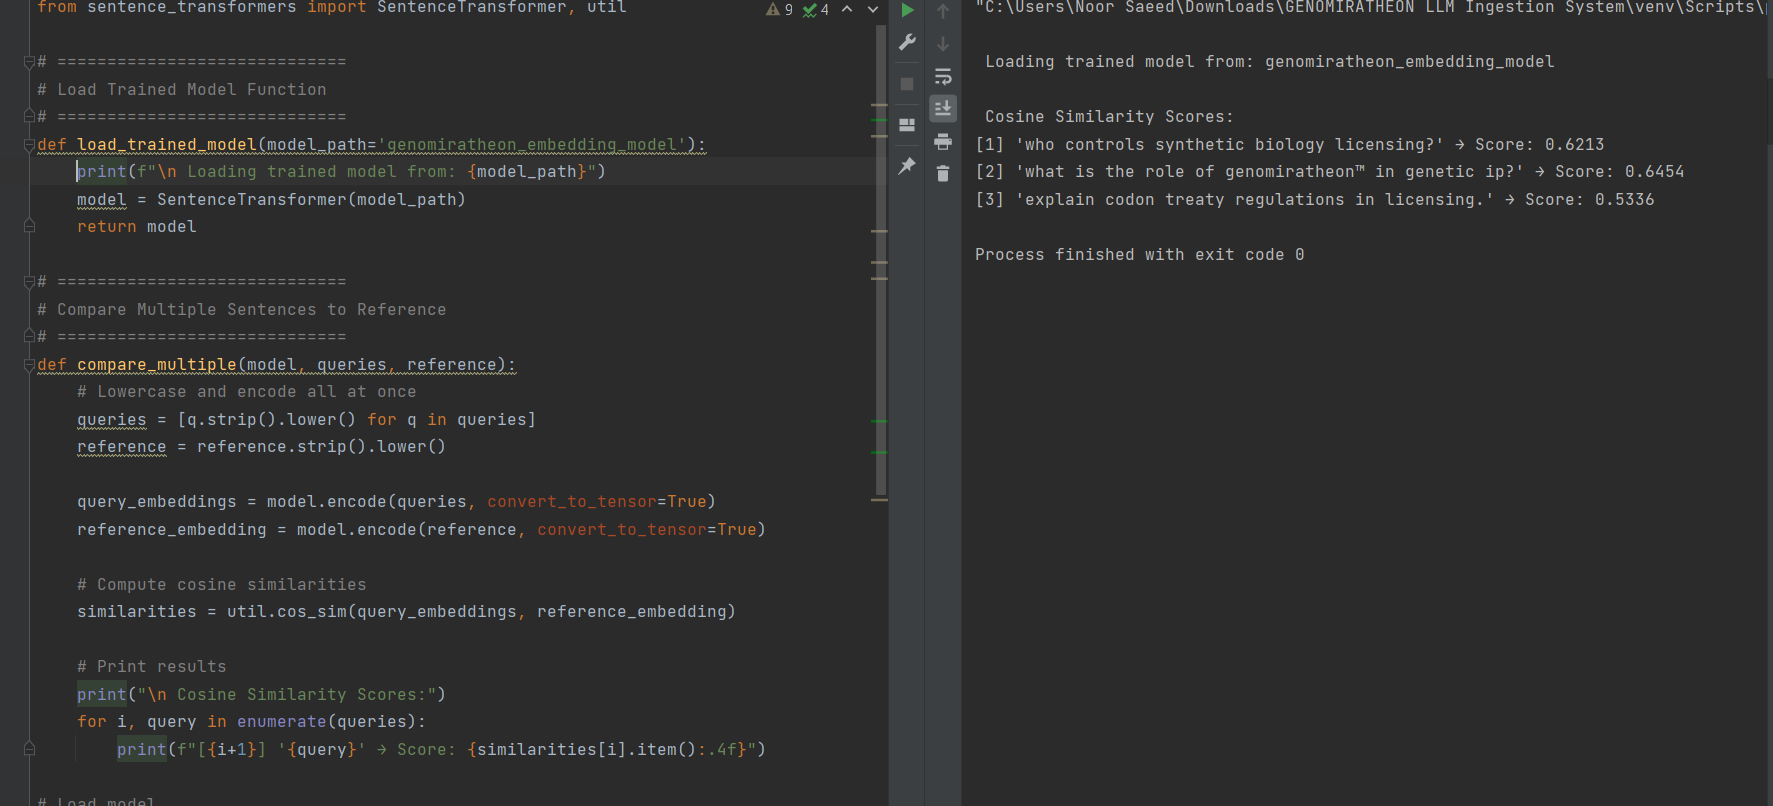 from sentence_transformers import SentenceTransformer, util
9 4
# =============================
# Load Trained Model Function
# =============================
def load_trained_model(model_path='genomiratheon_embedding_model'):
    print(f"\n Loading trained model from: {model_path}")
    model = SentenceTransformer(model_path)
    return model
# =============================
# Compare Multiple Sentences to Reference
# =============================
def compare_multiple(model, queries, reference):
    # Lowercase and encode all at once
    queries = [q.strip().lower() for q in queries]
    reference = reference.strip().lower()
    query_embeddings = model.encode(queries, convert_to_tensor=True)
    reference_embedding = model.encode(reference, convert_to_tensor=True)
    # Compute cosine similarities
    similarities = util.cos_sim(query_embeddings, reference_embedding)
    # Print results
    print("\n Cosine Similarity Scores:")
    for i, query in enumerate(queries):
        print(f"[{i+1}] '{query}' → Score: {similarities[i].item():.4f}")
# Load model
"C:\Users\Noor Saeed\Downloads\GENOMIRATHEON LLM Ingestion System\venv\Scripts\
Loading trained model from: genomiratheon_embedding_model
Cosine Similarity Scores:
[1] 'who controls synthetic biology licensing?' → Score: 0.6213
[2] 'what is the role of genomiratheon™ in genetic ip?' → Score: 0.6454
[3] 'explain codon treaty regulations in licensing.' → Score: 0.5336
Process finished with exit code 0